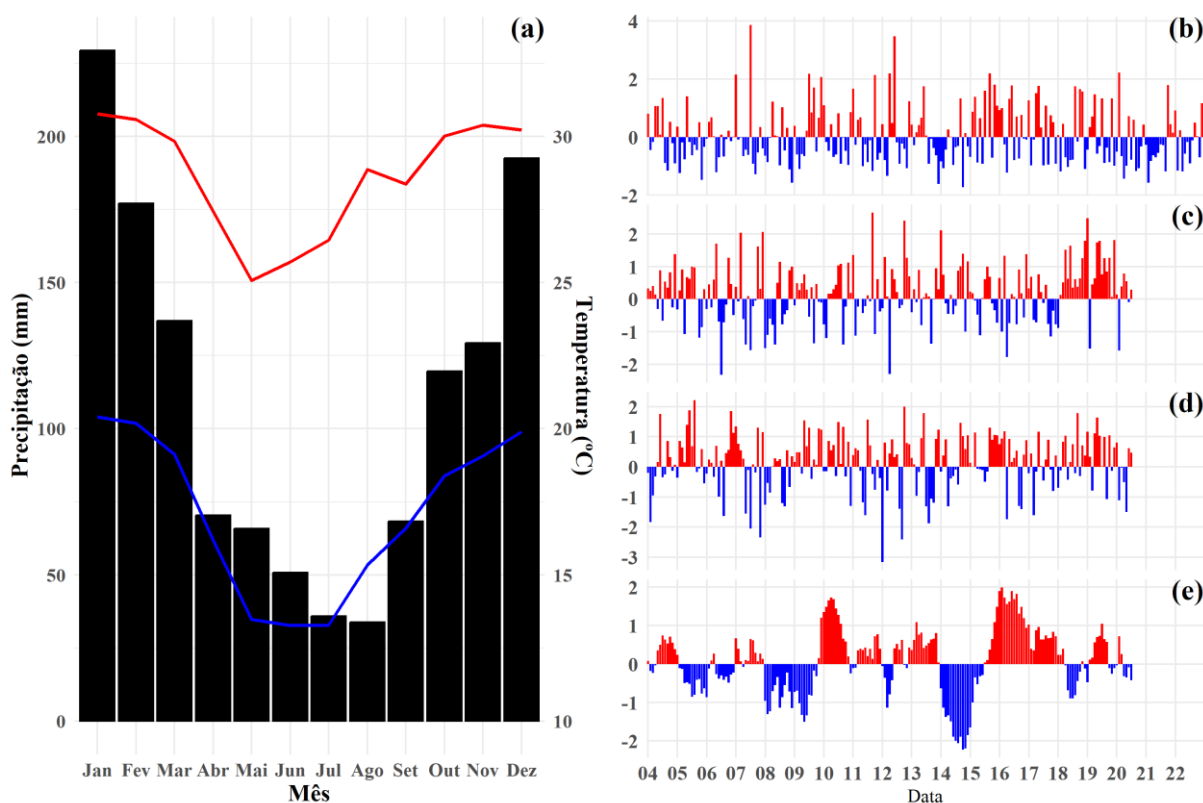 (a)
200
150
100
50
0
Precipitação (mm)
30
25
20
15
10
Temperatura (ºC)
Jan Fev Mar Abr Mai Jun Jul Ago Set Out Nov Dez
Mês
(b)
4
2
0
-2
(c)
2
1
0
-1
-2
(d)
2
1
0
-1
-2
-3
(e)
2
1
0
-1
-2
04 05 06 07 08 09 10 11 12 13 14 15 16 17 18 19 20 21 22
Data